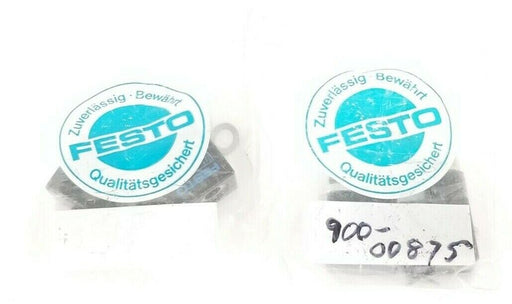 Zuverlässig · Bewährt
FESTO
Qualitätsgesichert
Zuverlässig · Bewährt
FESTO
Qualitätsgesichert
900-
00875